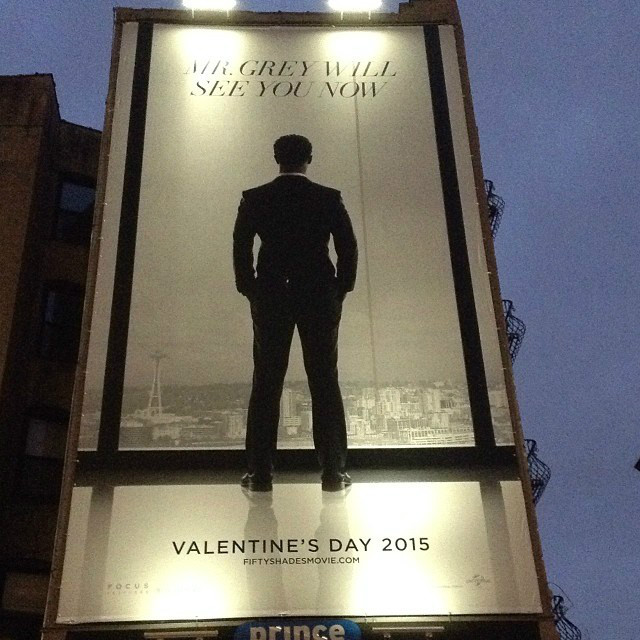 MR. GREY WILL
SEE YOU NOW
VALENTINE'S DAY 2015
FIFTYSHADESMOVIE.COM
FOCUS
prince